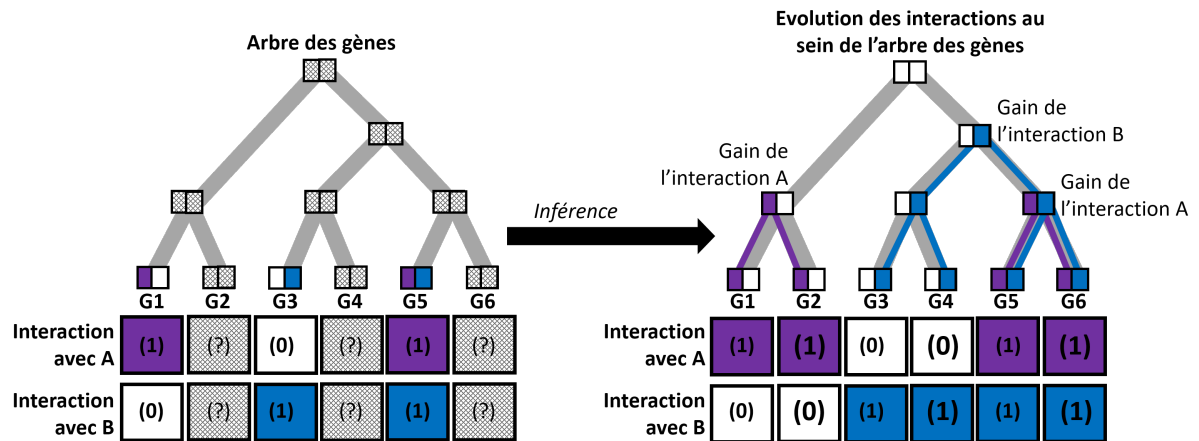 Arbre des gènes
Evolution des interactions au
sein de l'arbre des gènes
Gain de
l'interaction B
Gain de
l'interaction A
Gain de
l'interaction A
Inférence
G1 G2 G3 G4 G5 G6
Interaction
avec A
(1) (?) (0) (?) (1) (?)
Interaction
avec B
(0) (?) (1) (?) (1) (?)
G1 G2 G3 G4 G5 G6
Interaction
avec A
(1) (1) (0) (0) (1) (1)
Interaction
avec B
(0) (0) (1) (1) (1) (1)